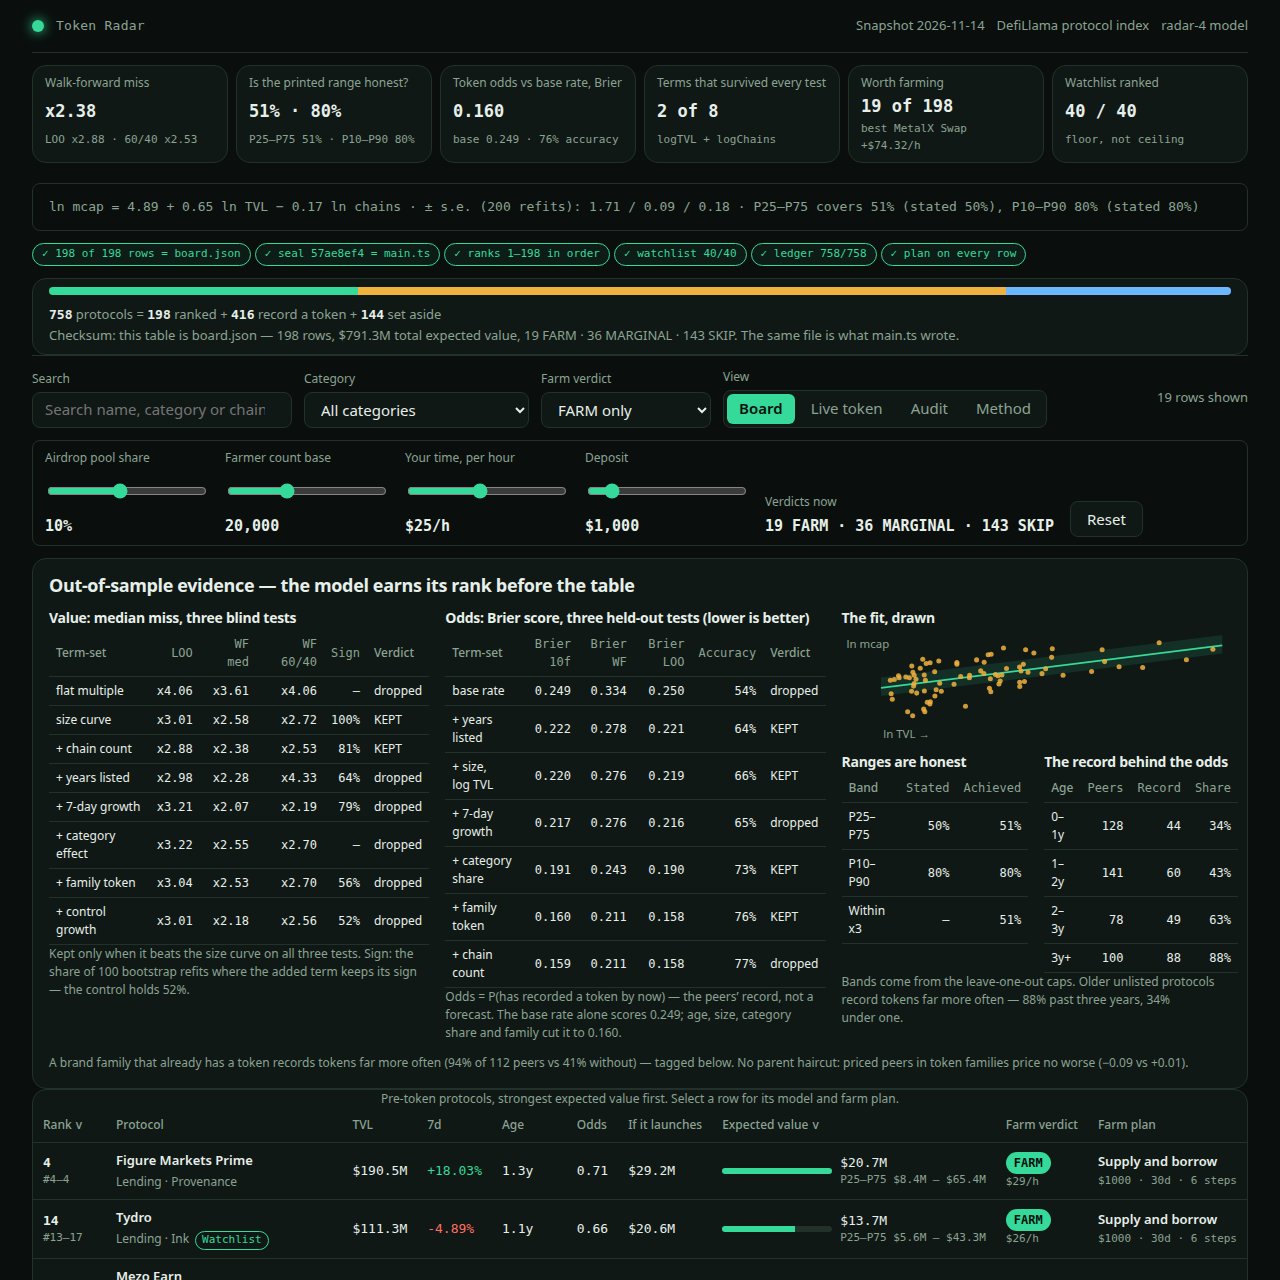 Token Radar
Snapshot 2026-11-14 DefiLlama protocol index radar-4 model
Walk-forward miss
x2.38
LOO x2.88 · 60/40 x2.53
Is the printed range honest?
51% · 80%
P25–P75 51% · P10–P90 80%
Token odds vs base rate, Brier
0.160
base 0.249 · 76% accuracy
Terms that survived every test
2 of 8
logTVL + logChains
Worth farming
19 of 198
best MetalX Swap
+$74.32/h
Watchlist ranked
40 / 40
floor, not ceiling
ln mcap = 4.89 + 0.65 ln TVL − 0.17 ln chains · ± s.e. (200 refits): 1.71 / 0.09 / 0.18 · P25–P75 covers 51% (stated 50%), P10–P90 80% (stated 80%)
✓ 198 of 198 rows = board.json ✓ seal 57ae8ef4 = main.ts ✓ ranks 1–198 in order ✓ watchlist 40/40 ✓ ledger 758/758 ✓ plan on every row
758 protocols = 198 ranked + 416 record a token + 144 set aside
Checksum: this table is board.json — 198 rows, $791.3M total expected value, 19 FARM · 36 MARGINAL · 143 SKIP. The same file is what main.ts wrote.
Search Category Farm verdict View
Search name, category or chain All categories FARM only Board Live token Audit Method 19 rows shown
Airdrop pool share Farmer count base Your time, per hour Deposit
Verdicts now
10% 20,000 $25/h $1,000 19 FARM · 36 MARGINAL · 143 SKIP Reset
Out-of-sample evidence — the model earns its rank before the table
Value: median miss, three blind tests
Term-set LOO WF med WF 60/40 Sign Verdict
flat multiple x4.06 x3.61 x4.06 — dropped
size curve x3.01 x2.58 x2.72 100% KEPT
+ chain count x2.88 x2.38 x2.53 81% KEPT
+ years listed x2.98 x2.28 x4.33 64% dropped
+ 7-day growth x3.21 x2.07 x2.19 79% dropped
+ category effect x3.22 x2.55 x2.70 — dropped
+ family token x3.04 x2.53 x2.70 56% dropped
+ control growth x3.01 x2.18 x2.56 52% dropped
Kept only when it beats the size curve on all three tests. Sign: the
share of 100 bootstrap refits where the added term keeps its sign
— the control holds 52%.
Odds: Brier score, three held-out tests (lower is better)
Term-set Brier 10f Brier WF Brier LOO Accuracy Verdict
base rate 0.249 0.334 0.250 54% dropped
+ years listed 0.222 0.278 0.221 64% KEPT
+ size, log TVL 0.220 0.276 0.219 66% KEPT
+ 7-day growth 0.217 0.276 0.216 65% dropped
+ category share 0.191 0.243 0.190 73% KEPT
+ family token 0.160 0.211 0.158 76% KEPT
+ chain count 0.159 0.211 0.158 77% dropped
Odds = P(has recorded a token by now) — the peers’ record, not a
forecast. The base rate alone scores 0.249; age, size, category
share and family cut it to 0.160.
The fit, drawn
ln mcap
ln TVL →
Ranges are honest
Band Stated Achieved
P25–P75 50% 51%
P10–P90 80% 80%
Within x3 — 51%
The record behind the odds
Age Peers Record Share
0–1y 128 44 34%
1–2y 141 60 43%
2–3y 78 49 63%
3y+ 100 88 88%
Bands come from the leave-one-out caps. Older unlisted protocols
record tokens far more often — 88% past three years, 34%
under one.
A brand family that already has a token records tokens far more often (94% of 112 peers vs 41% without) — tagged below. No parent haircut: priced peers in token families price no worse (−0.09 vs +0.01).
Pre-token protocols, strongest expected value first. Select a row for its model and farm plan.
Rank v Protocol TVL 7d Age Odds If it launches Expected value v Farm verdict Farm plan
4 Figure Markets Prime $190.5M +18.03% 1.3y 0.71 $29.2M $20.7M FARM Supply and borrow
#4–4 Lending · Provenance P25–P75 $8.4M — $65.4M $29/h $1000 · 30d · 6 steps
14 Tydro $111.3M -4.89% 1.1y 0.66 $20.6M $13.7M FARM Supply and borrow
#13–17 Lending · Ink Watchlist P25–P75 $5.6M — $43.3M $26/h $1000 · 30d · 6 steps
Mezo Earn